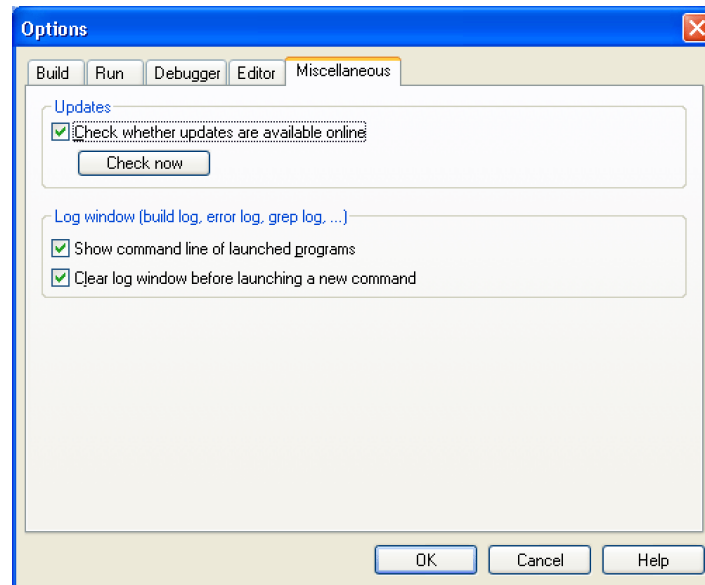 Options
Build Run Debugger Editor Miscellaneous
Updates
Check whether updates are available online
Check now
Log window (build log, error log, grep log, ...)
Show command line of launched programs
Clear log window before launching a new command
OK Cancel Help